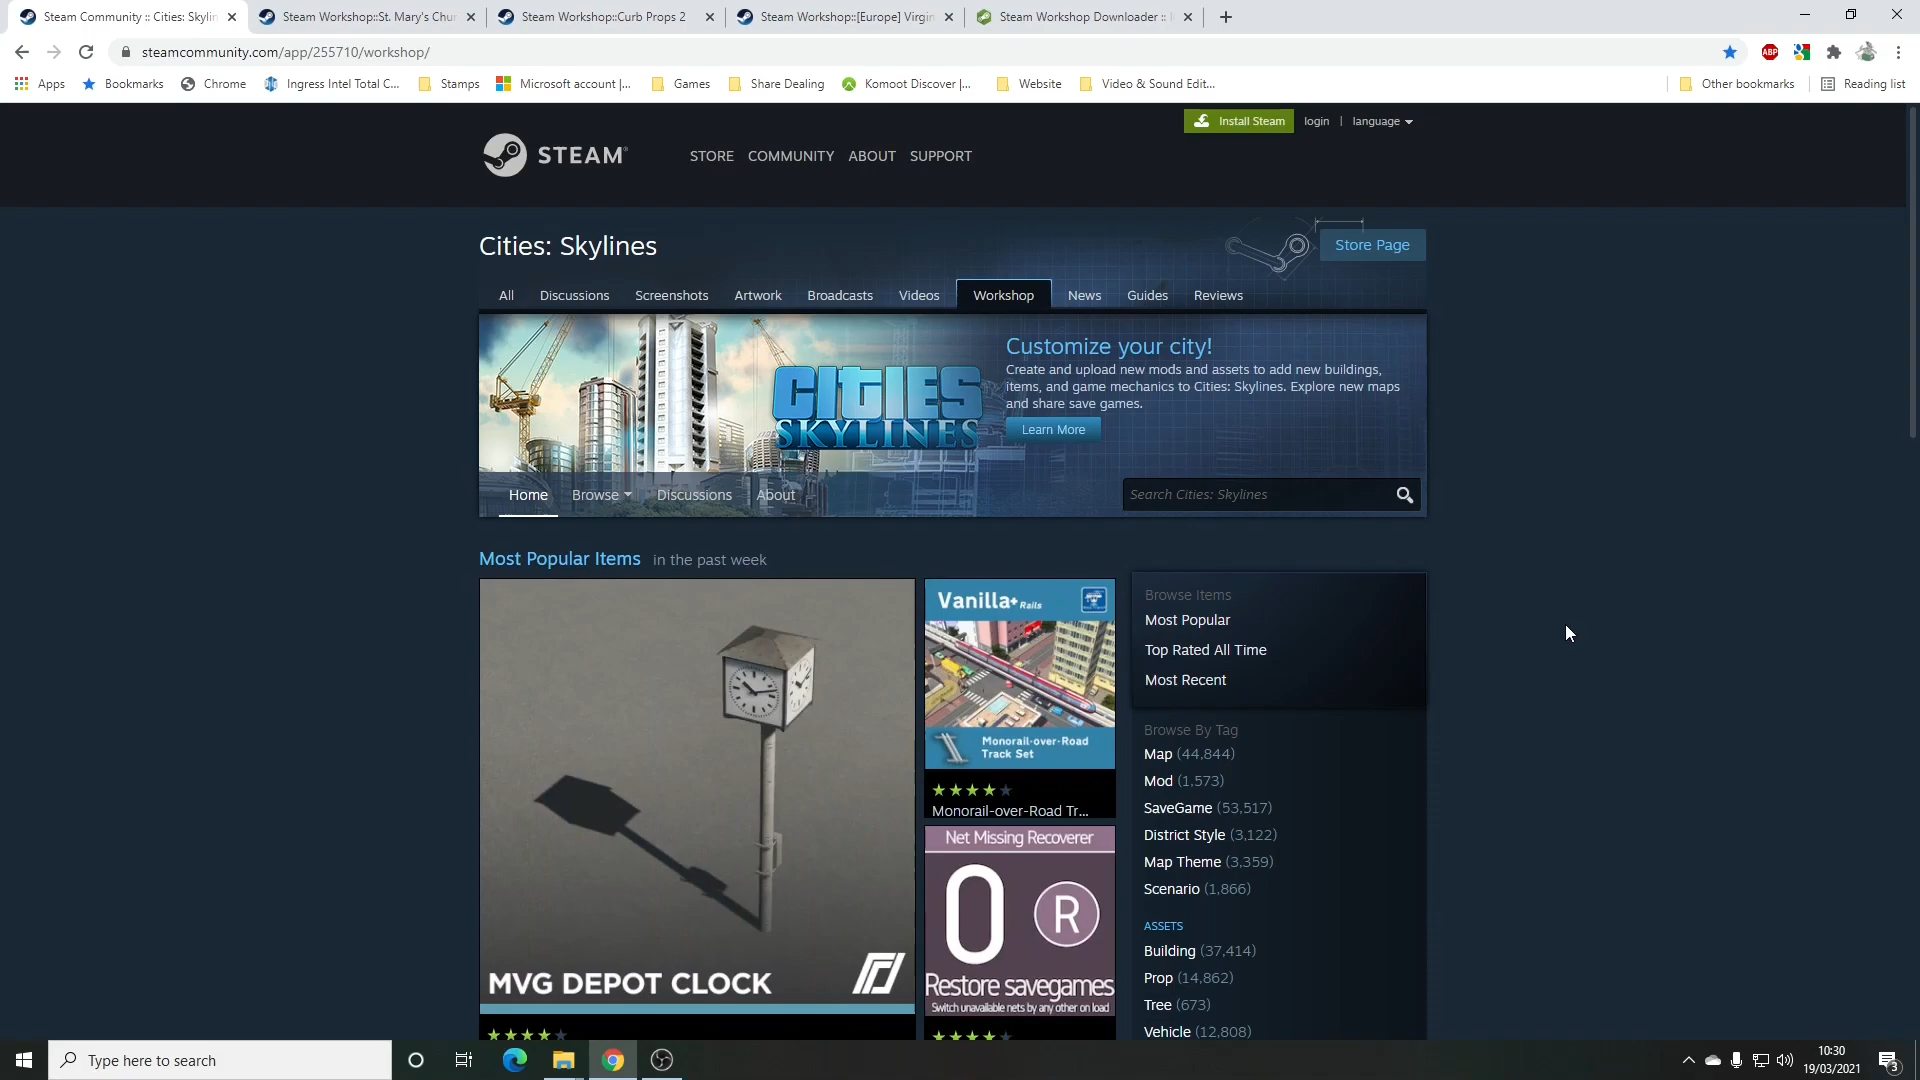 Steam Community :: Cities: Skylin
Steam Workshop::St. Mary's Chur
Steam Workshop::Curb Props 2
Steam Workshop::[Europe] Virgin
Steam Workshop Downloader ::
steamcommunity.com/app/255710/workshop/
ABP
Apps
Bookmarks
Chrome
Ingress Intel Total C...
Stamps
Microsoft account |...
Games
Share Dealing
Komoot Discover |...
Website
Video & Sound Edit...
Other bookmarks
Reading list
Install Steam
login | language
STEAM
STORE COMMUNITY ABOUT SUPPORT
Cities: Skylines
Store Page
All Discussions Screenshots Artwork Broadcasts Videos Workshop News Guides Reviews
CITIES
SKYLINES
Customize your city!
Create and upload new mods and assets to add new buildings,
items, and game mechanics to Cities: Skylines. Explore new maps
and share save games.
Learn More
Home Browse Discussions About
Search Cities: Skylines
Most Popular Items in the past week
MVG DEPOT CLOCK
Vanilla+ Rails
Monorail-over-Road
Track Set
Monorail-over-Road Tr...
Net Missing Recoverer
0 R
Restore savegames
Switch unavailable nets by any other on load
Browse Items
Most Popular
Top Rated All Time
Most Recent
Browse By Tag
Map (44,844)
Mod (1,573)
SaveGame (53,517)
District Style (3,122)
Map Theme (3,359)
Scenario (1,866)
ASSETS
Building (37,414)
Prop (14,862)
Tree (673)
Vehicle (12,808)
Type here to search
10:30
19/03/2021
3